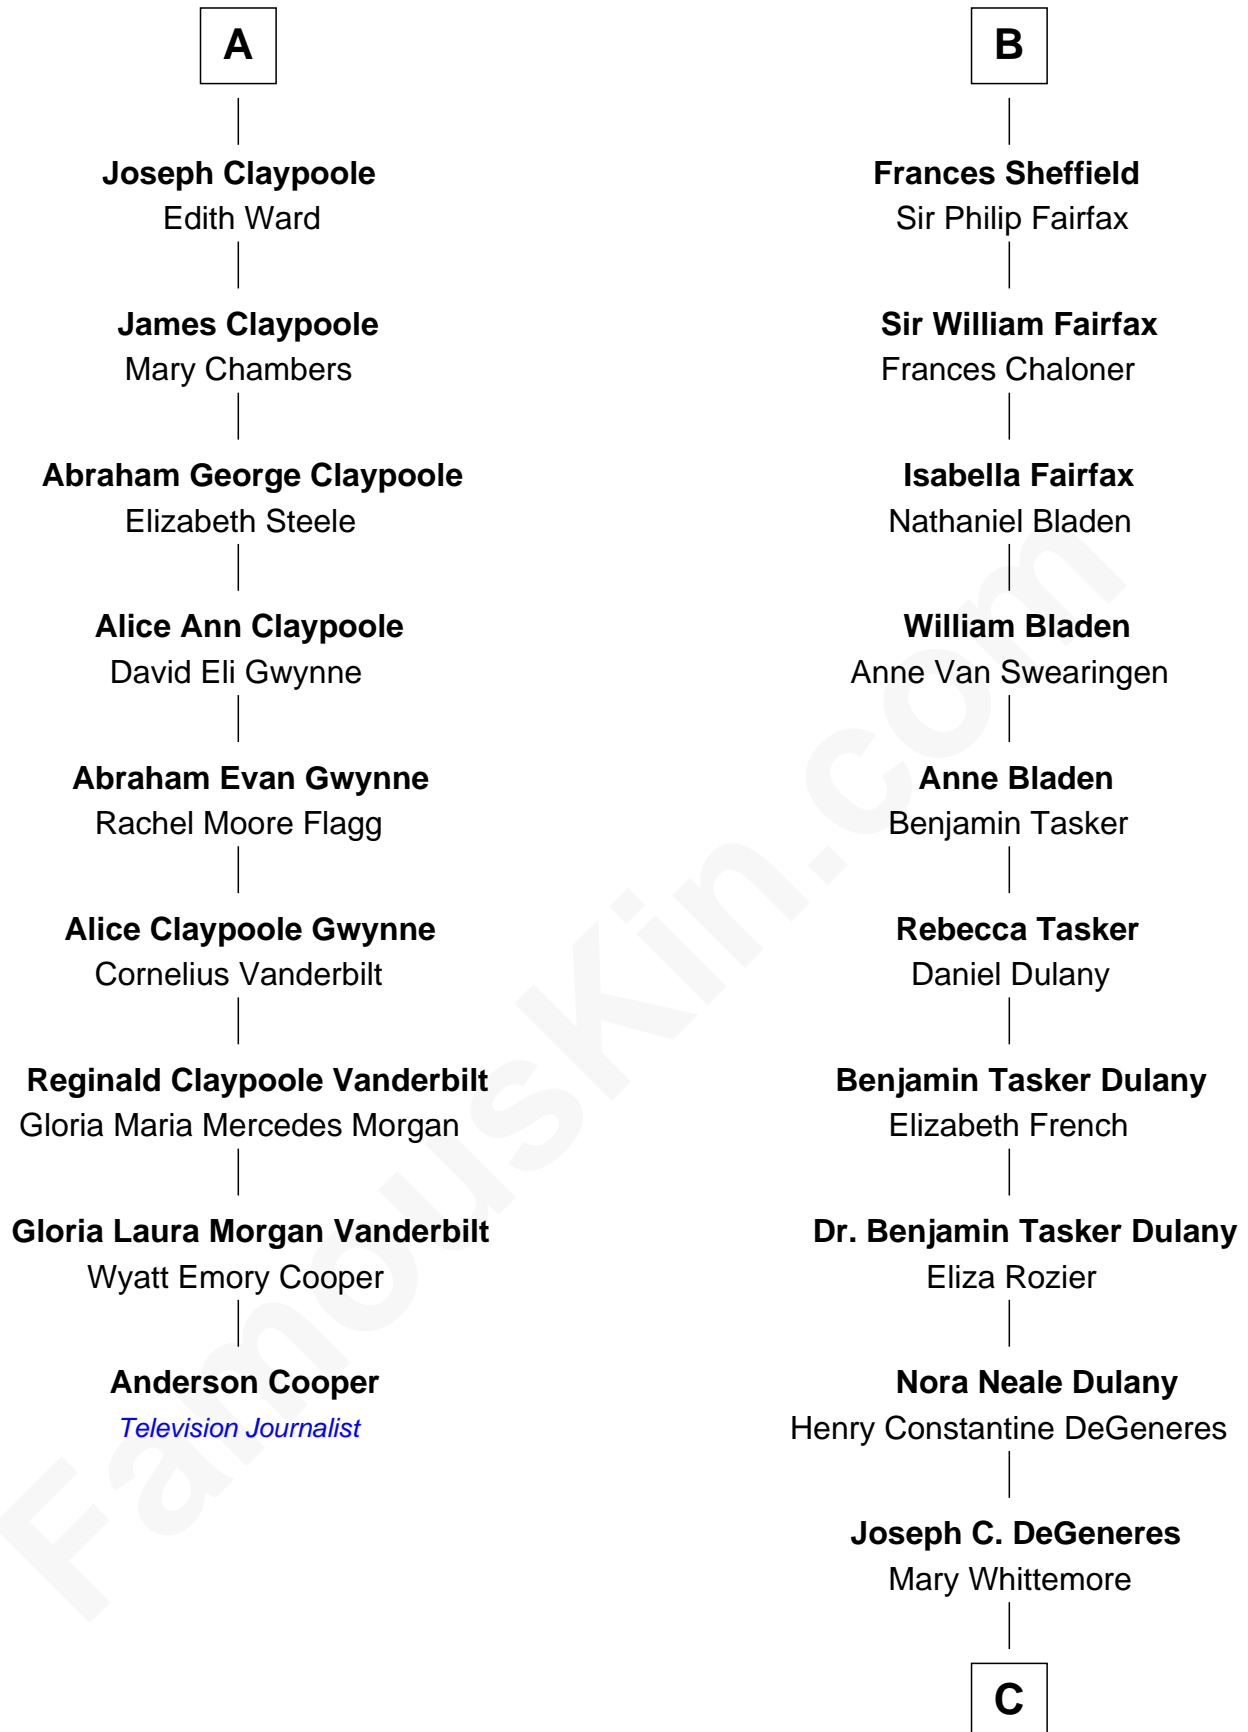 A
Joseph Claypoole
Edith Ward
James Claypoole
Mary Chambers
Abraham George Claypoole
Elizabeth Steele
Alice Ann Claypoole
David Eli Gwynne
Abraham Evan Gwynne
Rachel Moore Flagg
Alice Claypoole Gwynne
Cornelius Vanderbilt
Reginald Claypoole Vanderbilt
Gloria Maria Mercedes Morgan
Gloria Laura Morgan Vanderbilt
Wyatt Emory Cooper
Anderson Cooper
Television Journalist
B
Frances Sheffield
Sir Philip Fairfax
Sir William Fairfax
Frances Chaloner
Isabella Fairfax
Nathaniel Bladen
William Bladen
Anne Van Swearingen
Anne Bladen
Benjamin Tasker
Rebecca Tasker
Daniel Dulany
Benjamin Tasker Dulany
Elizabeth French
Dr. Benjamin Tasker Dulany
Eliza Rozier
Nora Neale Dulany
Henry Constantine DeGeneres
Joseph C. DeGeneres
Mary Whittemore
C
FamousKin.com